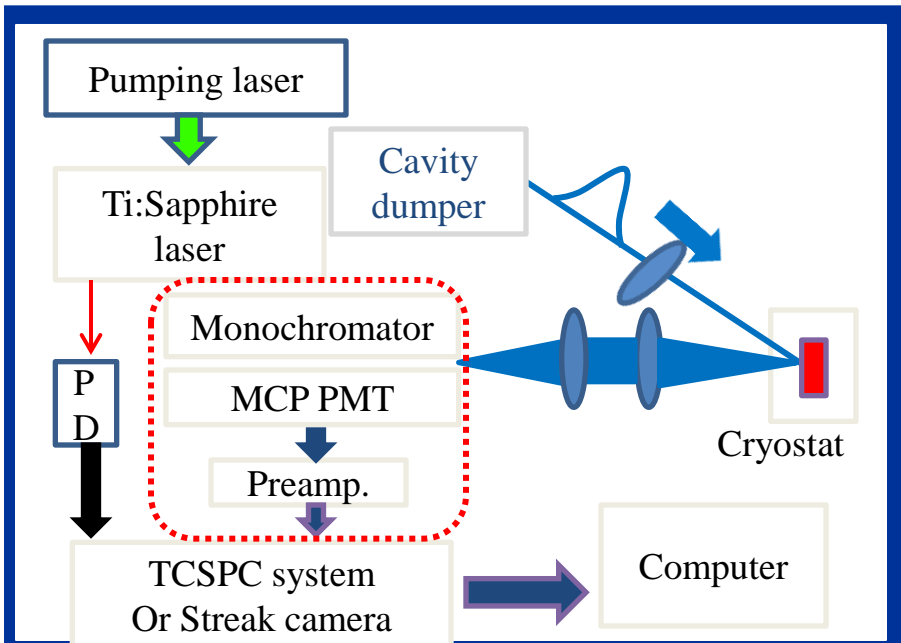 Pumping laser
Cavity
dumper
Ti:Sapphire
laser
Monochromator
P
D
MCP PMT
Cryostat
Preamp.
TCSPC system
Or Streak camera
Computer